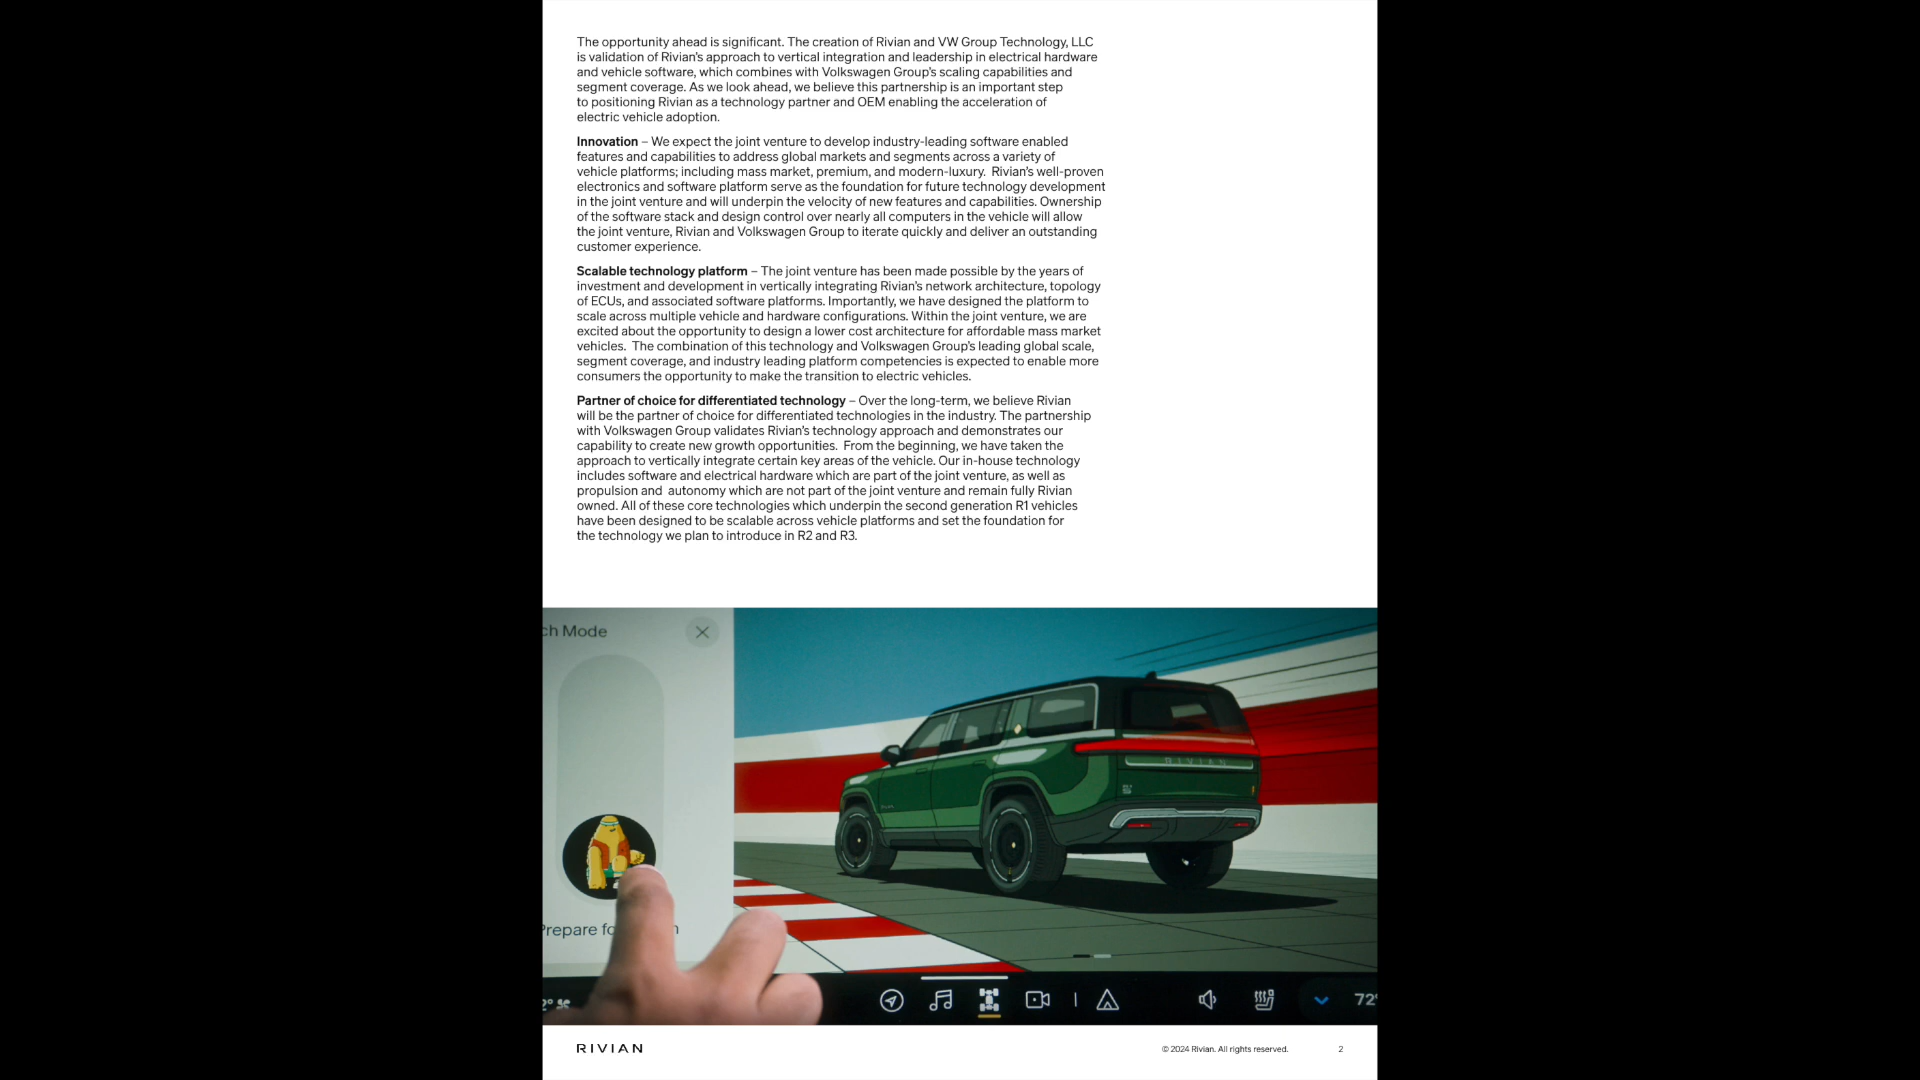 The opportunity ahead is significant. The creation of Rivian and VW Group Technology, LLC
is validation of Rivian's approach to vertical integration and leadership in electrical hardware
and vehicle software, which combines with Volkswagen Group's scaling capabilities and
segment coverage. As we look ahead, we believe this partnership is an important step
to positioning Rivian as a technology partner and OEM enabling the acceleration of
electric vehicle adoption.
Innovation – We expect the joint venture to develop industry-leading software enabled
features and capabilities to address global markets and segments across a variety of
vehicle platforms; including mass market, premium, and modern-luxury.  Rivian's well-proven
electronics and software platform serve as the foundation for future technology development
in the joint venture and will underpin the velocity of new features and capabilities. Ownership
of the software stack and design control over nearly all computers in the vehicle will allow
the joint venture, Rivian and Volkswagen Group to iterate quickly and deliver an outstanding
customer experience.
Scalable technology platform – The joint venture has been made possible by the years of
investment and development in vertically integrating Rivian's network architecture, topology
of ECUs, and associated software platforms. Importantly, we have designed the platform to
scale across multiple vehicle and hardware configurations. Within the joint venture, we are
excited about the opportunity to design a lower cost architecture for affordable mass market
vehicles.  The combination of this technology and Volkswagen Group's leading global scale,
segment coverage, and industry leading platform competencies is expected to enable more
consumers the opportunity to make the transition to electric vehicles.
Partner of choice for differentiated technology – Over the long-term, we believe Rivian
will be the partner of choice for differentiated technologies in the industry. The partnership
with Volkswagen Group validates Rivian's technology approach and demonstrates our
capability to create new growth opportunities.  From the beginning, we have taken the
approach to vertically integrate certain key areas of the vehicle. Our in-house technology
includes software and electrical hardware which are part of the joint venture, as well as
propulsion and  autonomy which are not part of the joint venture and remain fully Rivian
owned. All of these core technologies which underpin the second generation R1 vehicles
have been designed to be scalable across vehicle platforms and set the foundation for
the technology we plan to introduce in R2 and R3.
ch Mode
RIVIAN
Prepare fo
72°
RIVIAN
© 2024 Rivian. All rights reserved.
2